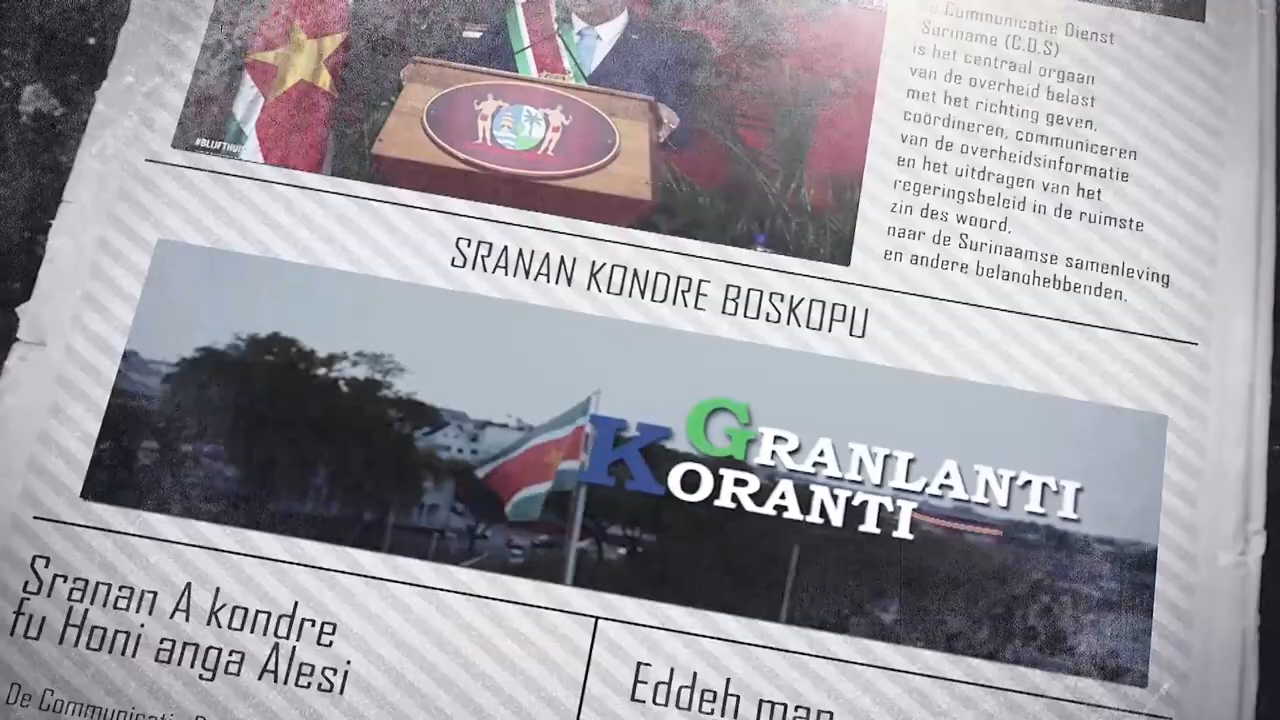 #BLUFTHUIS
Communicatie Dienst
Suriname (C.D.S)
is het centraal orgaan
van de overheid belast
met het richting geven,
coördineren, communiceren
van de overheidsinformatie
en het uitdragen van het
regeringsbeleid in de ruimste
zin des woord,
naar de Surinaamse samenleving
en andere belanghebbenden.
SRANAN KONDRE BOSKOPU
GRANLANTI
KORANTI
Sranan A kondre
fu Honi anga Alesi
De Communicatie
Eddeh man